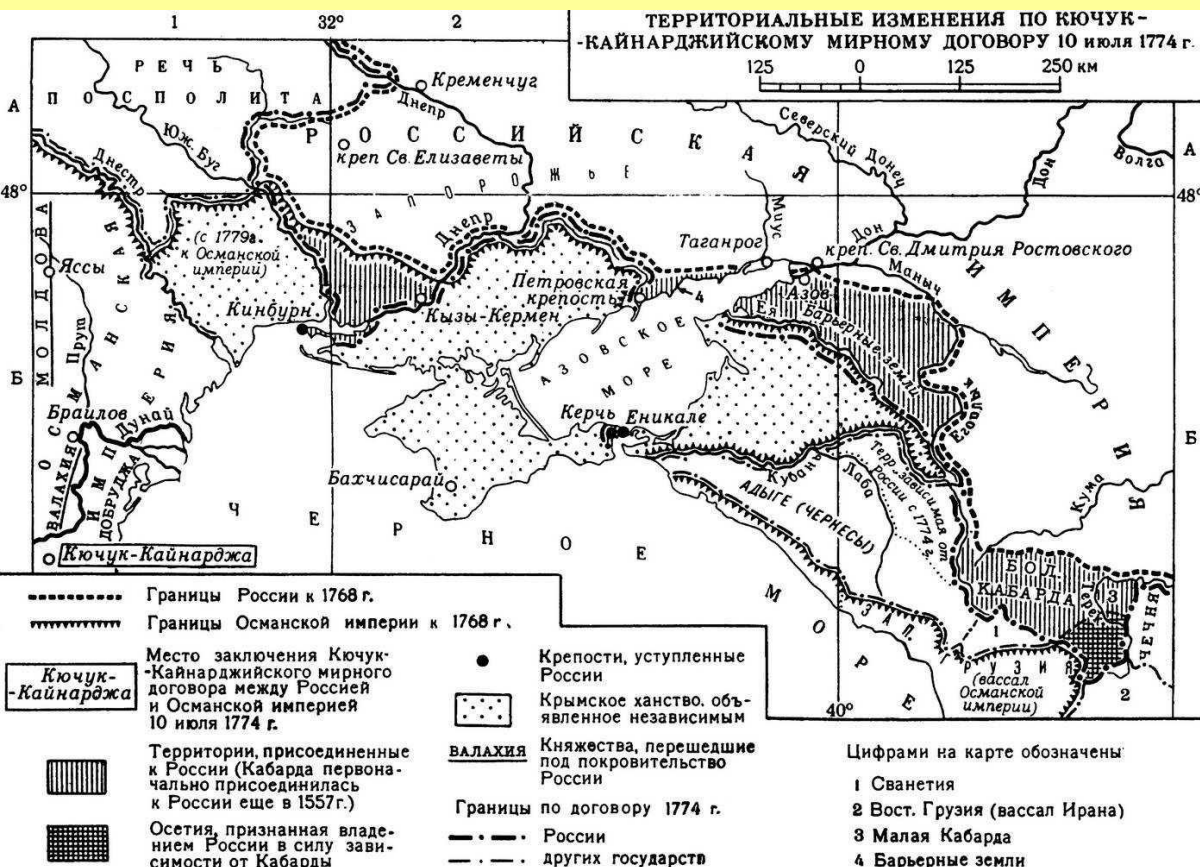 1
32°
2
ТЕРРИТОРИАЛЬНЫЕ ИЗМЕНЕНИЯ ПО КЮЧУК-
-КАЙНАРДЖИЙСКОМУ МИРНОМУ ДОГОВОРУ 10 июля 1774 г.
125 0 125 250 км
РЕЧЬ
ПОСПОЛИТА
Кременчуг
Днепр
А
РОССИЙСКАЯ
Северский Донец
Дон
Волга
А
Юж. Буг
креп Св. Елизаветы
Днестр
48°
ЗАПОРОЖЬЕ
48°
Миус
Днепр
(с 1779г.
к Османской
империи)
Таганрог
Дон
креп. Св. Дмитрия Ростовского
МОЛДОВА
Яссы
Маныч
ИМПЕРИЯ
Петровская
крепость
4
Азов
Ея
Барьерные земли
Кинбурн
Кызы-Кермен
Прут
ОСМАНСКАЯ
ИМПЕРИЯ
АЗОВСКОЕ
МОРЕ
Егорлык
Б
Б
Браилов
Дунай
Керчь
Еникале
ВАЛАХИЯ
ДОБРУДЖА
Бахчисарай
Кубань
Лаба
Терр. зависимая от
России с 1774 г.
Кума
АДЫГЕ (ЧЕРКЕСЫ)
ЧЕРНОЕ
МОРЕ
Кючук-Кайнарджа
БОЛ.
КАБАРДА
Терек
3
ЧЕЧНЯ
1
ЗАП. ГРУЗИЯ
(вассал
Османской
империи)
2
40°
Границы России к 1768 г.
Границы Османской империи к 1768 г.
Кючук-
-Кайнарджа
Место заключения Кючук-
-Кайнарджийского мирного
договора между Россией
и Османской империей
10 июля 1774 г.
Территории, присоединенные
к России (Кабарда первона-
чально присоединилась
к России еще в 1557г.)
Осетия, признанная владе-
нием России в силу зави-
симости от Кабарды
Крепости, уступленные
России
Крымское ханство. объ-
явленное независимым
ВАЛАХИЯ
Княжества, перешедшие
под покровительство
России
Границы по договору 1774 г.
России
других государств
Цифрами на карте обозначены
1 Сванетия
2 Вост. Грузия (вассал Ирана)
3 Малая Кабарда
4 Барьерные земли